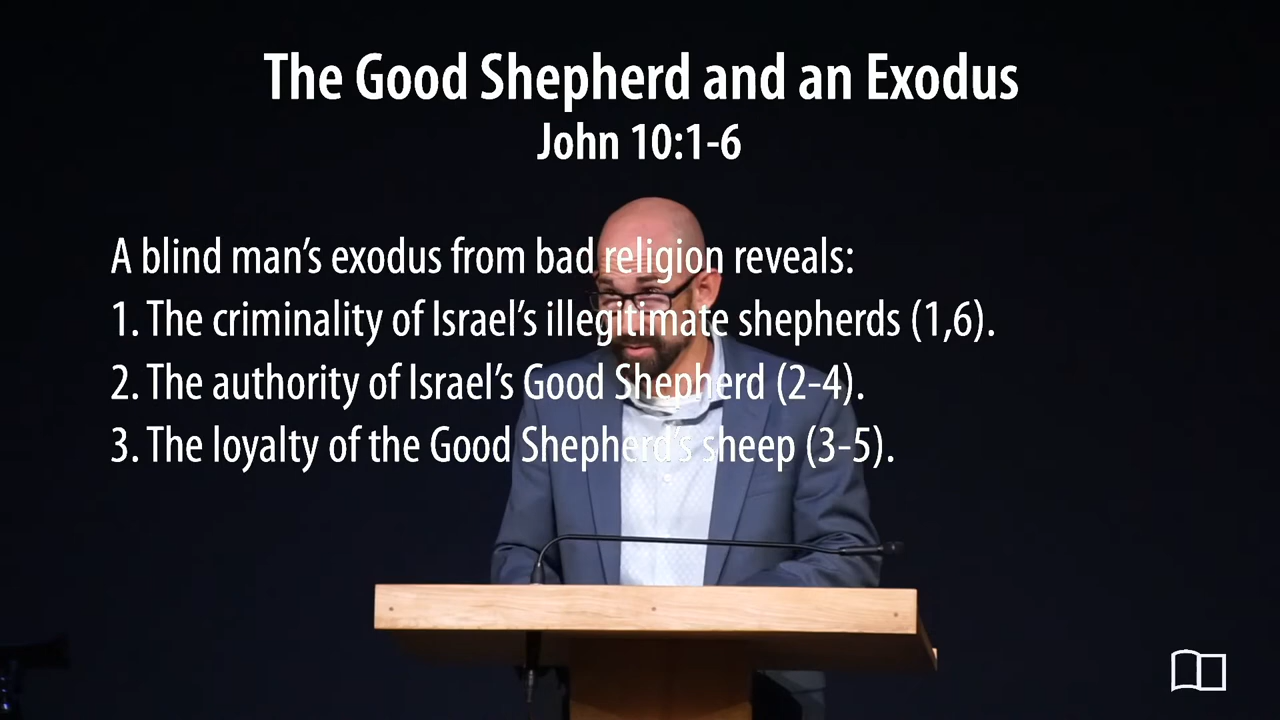 The Good Shepherd and an Exodus
John 10:1-6
A blind man’s exodus from bad religion reveals:
1. The criminality of Israel’s illegitimate shepherds (1,6).
2. The authority of Israel’s Good Shepherd (2-4).
3. The loyalty of the Good Shepherd’s sheep (3-5).